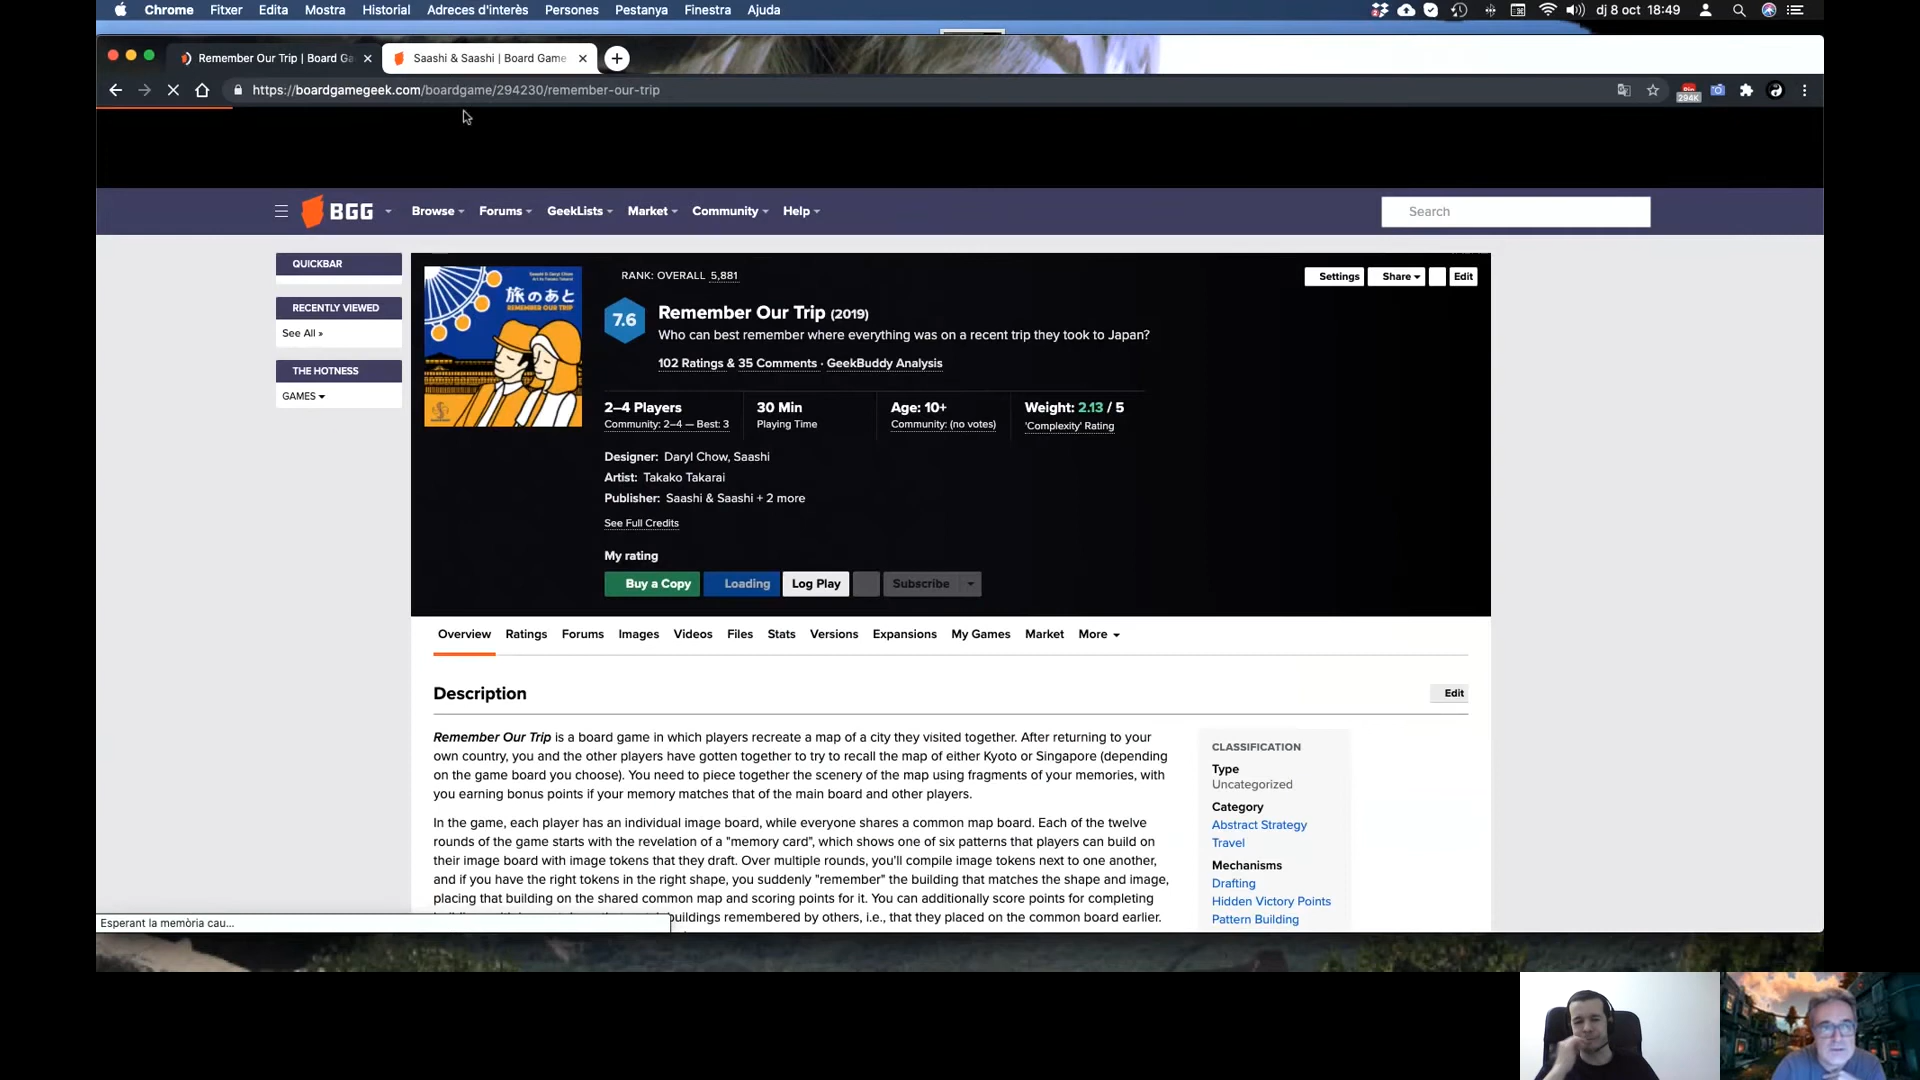 Chrome Fitxer Edita Mostra Historial Adreces d'interès Persones Pestanya Finestra Ajuda dj 8 oct 18:49
Remember Our Trip | Board Ga Saashi & Saashi | Board Game
https://boardgamegeek.com/boardgame/294230/remember-our-trip
294K
BGG Browse Forums GeekLists Market Community Help Search
QUICKBAR
RECENTLY VIEWED
See All »
THE HOTNESS
GAMES
旅のあと
REMEMBER OUR TRIP
RANK: OVERALL 5,881
Settings Share Edit
7.6
Remember Our Trip (2019)
Who can best remember where everything was on a recent trip they took to Japan?
102 Ratings & 35 Comments · GeekBuddy Analysis
2–4 Players 30 Min Age: 10+ Weight: 2.13 / 5
Community: 2–4 — Best: 3 Playing Time Community: (no votes) 'Complexity' Rating
Designer: Daryl Chow, Saashi
Artist: Takako Takarai
Publisher: Saashi & Saashi + 2 more
See Full Credits
My rating
Buy a Copy Loading Log Play Subscribe
Overview Ratings Forums Images Videos Files Stats Versions Expansions My Games Market More
Description Edit
Remember Our Trip is a board game in which players recreate a map of a city they visited together. After returning to your
own country, you and the other players have gotten together to try to recall the map of either Kyoto or Singapore (depending
on the game board you choose). You need to piece together the scenery of the map using fragments of your memories, with
you earning bonus points if your memory matches that of the main board and other players.
In the game, each player has an individual image board, while everyone shares a common map board. Each of the twelve
rounds of the game starts with the revelation of a "memory card", which shows one of six patterns that players can build on
their image board with image tokens that they draft. Over multiple rounds, you'll compile image tokens next to one another,
and if you have the right tokens in the right shape, you suddenly "remember" the building that matches the shape and image,
placing that building on the shared common map and scoring points for it. You can additionally score points for completing
buildings remembered by others, i.e., that they placed on the common board earlier.
CLASSIFICATION
Type
Uncategorized
Category
Abstract Strategy
Travel
Mechanisms
Drafting
Hidden Victory Points
Pattern Building
Esperant la memòria cau...